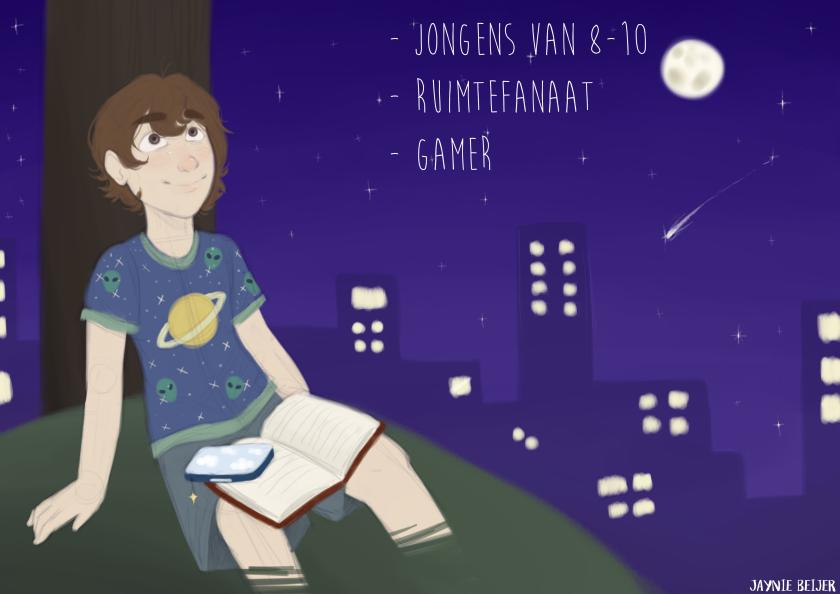 - JONGENS VAN 8-10
- RUIMTEFANAAT
- GAMER
JAYNIE BEIJER